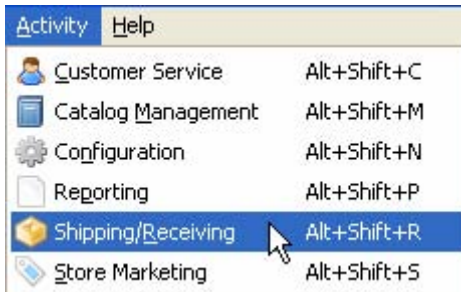 Activity Help
Customer Service Alt+Shift+C
Catalog Management Alt+Shift+M
Configuration Alt+Shift+N
Reporting Alt+Shift+P
Shipping/Receiving Alt+Shift+R
Store Marketing Alt+Shift+S